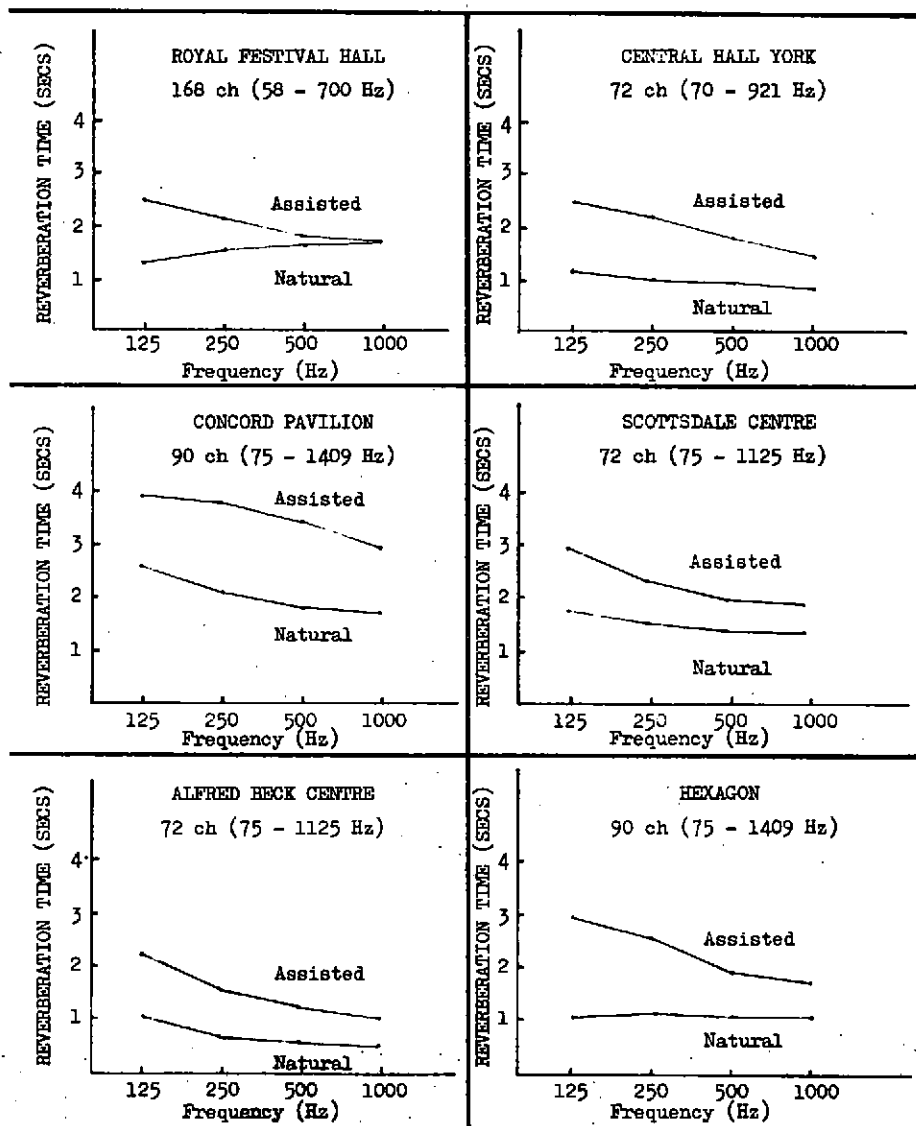 ROYAL FESTIVAL HALL
168 ch (58 - 700 Hz)
REVERBERATION TIME (SECS)
4
3
2
1
Assisted
Natural
125 250 500 1000
Frequency (Hz)
CENTRAL HALL YORK
72 ch (70 - 921 Hz)
REVERBERATION TIME (SECS)
4
3
2
1
Assisted
Natural
125 250 500 1000
Frequency (Hz)
CONCORD PAVILION
90 ch (75 - 1409 Hz)
REVERBERATION TIME (SECS)
4
3
2
1
Assisted
Natural
125 250 500 1000
Frequency (Hz)
SCOTTSDALE CENTRE
72 ch (75 - 1125 Hz)
REVERBERATION TIME (SECS)
4
3
2
1
Assisted
Natural
125 250 500 1000
Frequency (Hz)
ALFRED BECK CENTRE
72 ch (75 - 1125 Hz)
REVERBERATION TIME (SECS)
4
3
2
1
Assisted
Natural
125 250 500 1000
Frequency (Hz)
HEXAGON
90 ch (75 - 1409 Hz)
REVERBERATION TIME (SECS)
4
3
2
1
Assisted
Natural
125 250 500 1000
Frequency (Hz)